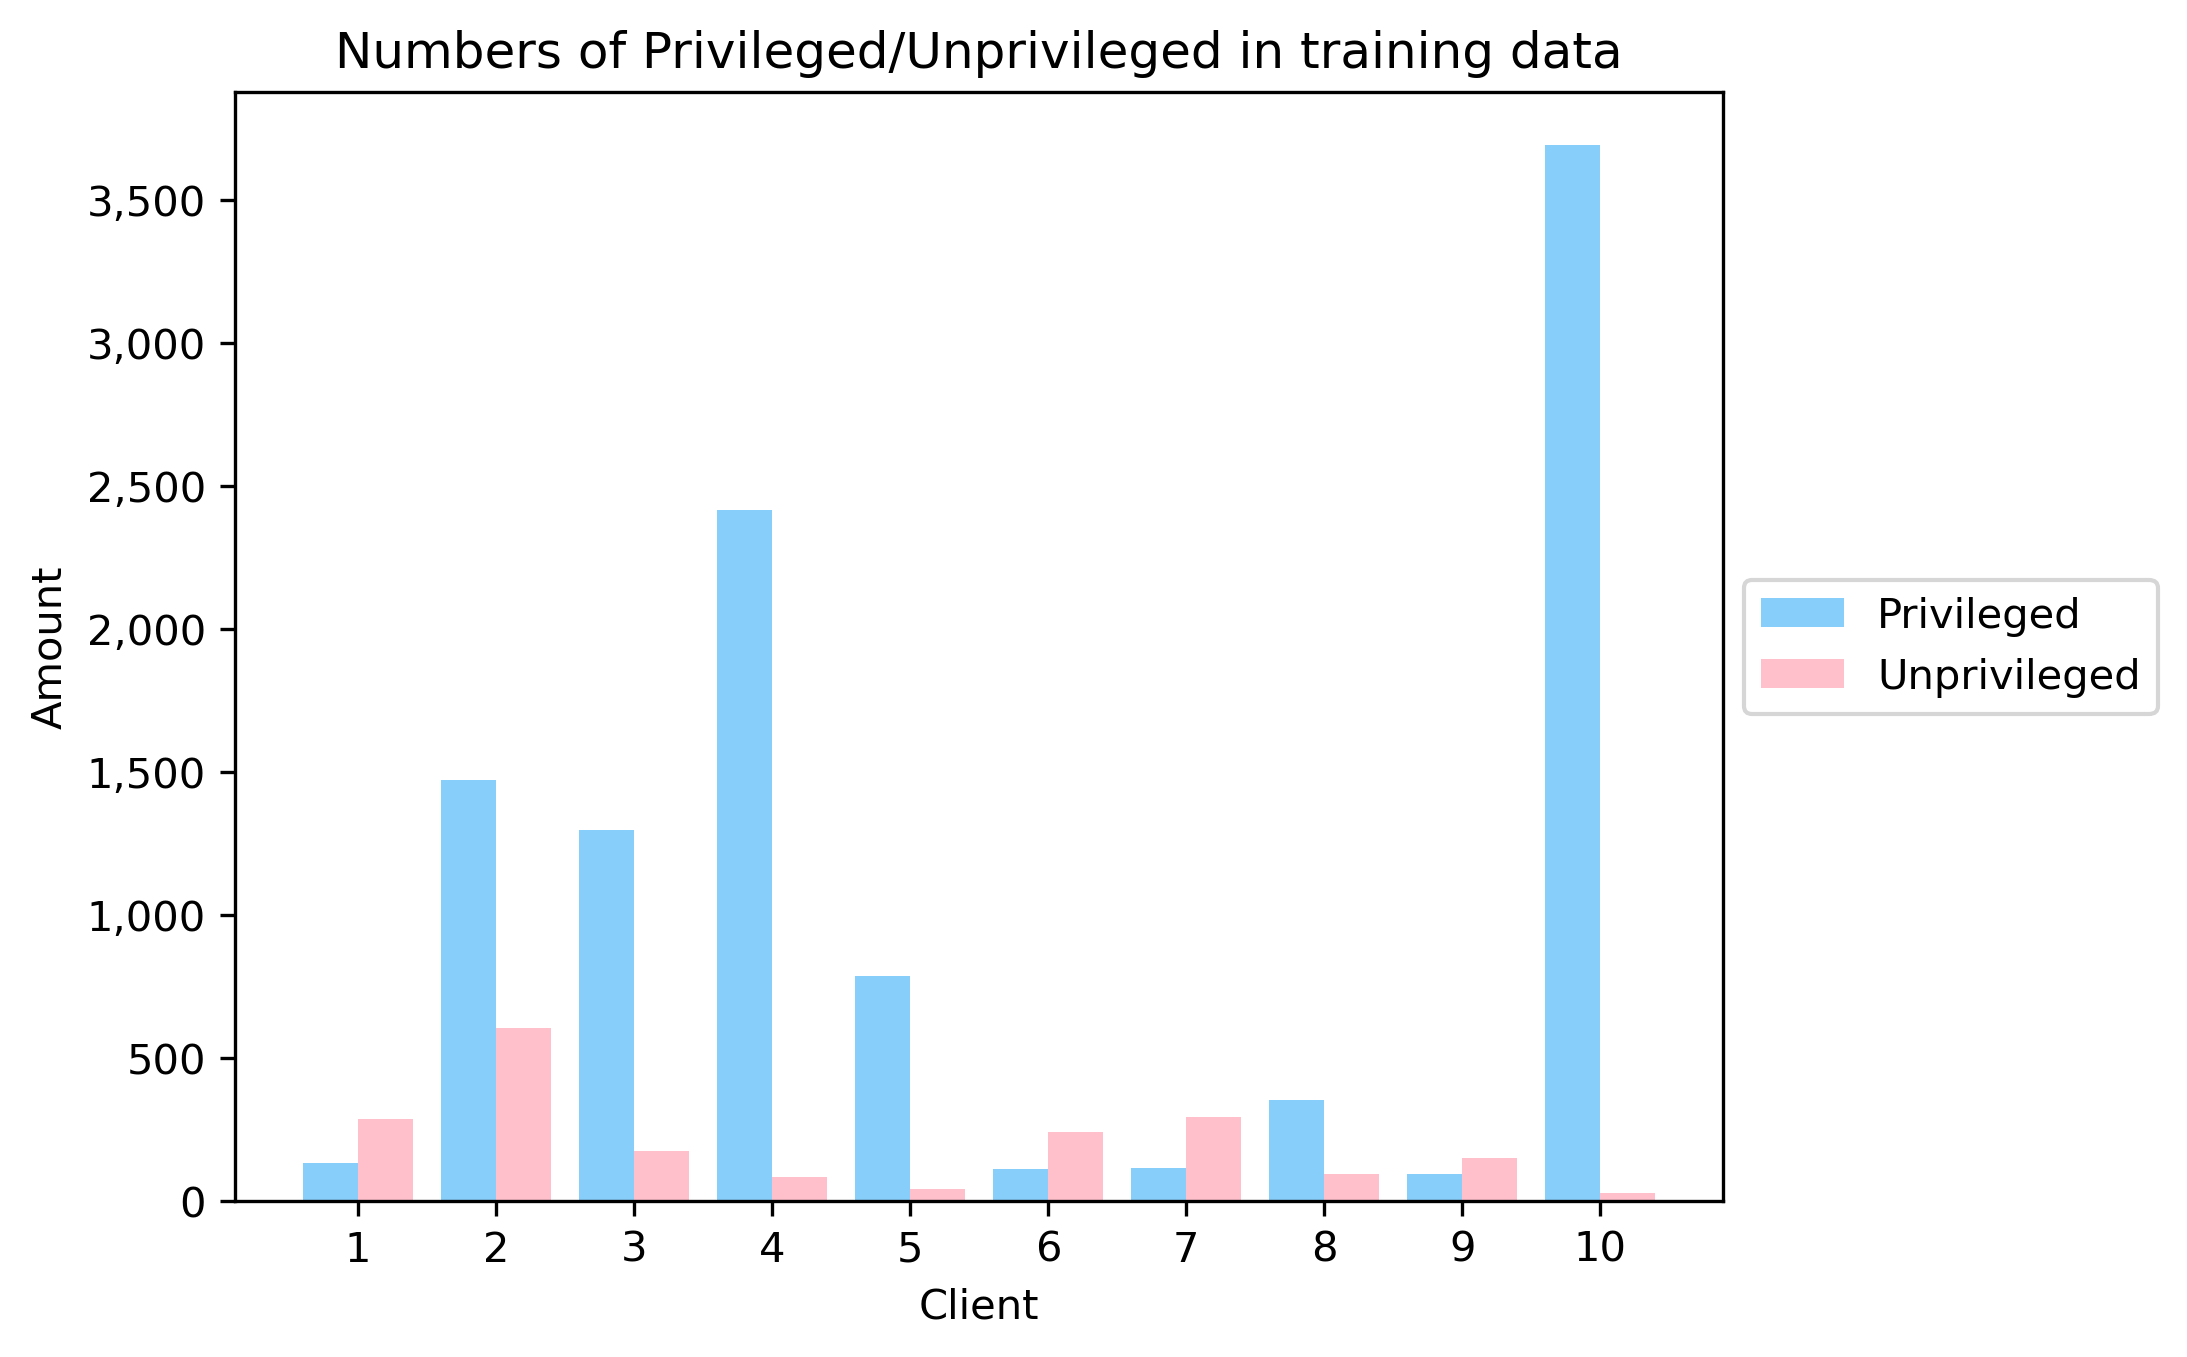 Numbers of Privileged/Unprivileged in training data
3,500
3,000
2,500
2,000
1,500
1,000
500
0
Amount
1 2 3 4 5 6 7 8 9 10
Client
Privileged
Unprivileged